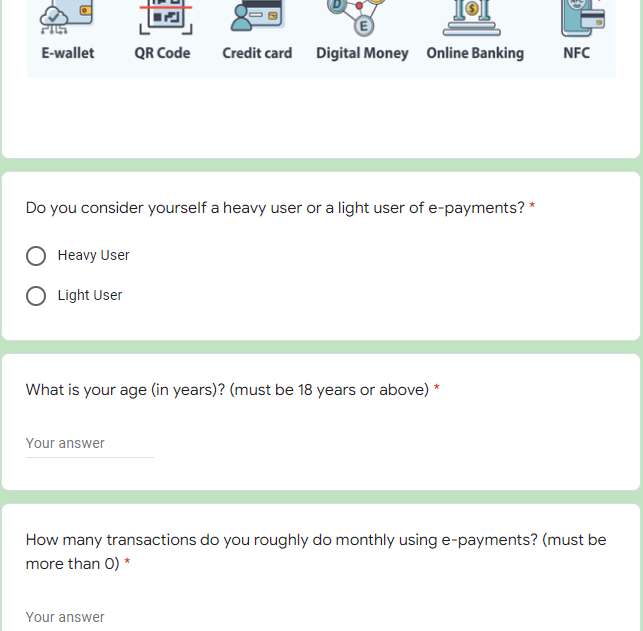 E-wallet QR Code Credit card Digital Money Online Banking NFC
Do you consider yourself a heavy user or a light user of e-payments? *
Heavy User
Light User
What is your age (in years)? (must be 18 years or above) *
Your answer
How many transactions do you roughly do monthly using e-payments? (must be
more than 0) *
Your answer